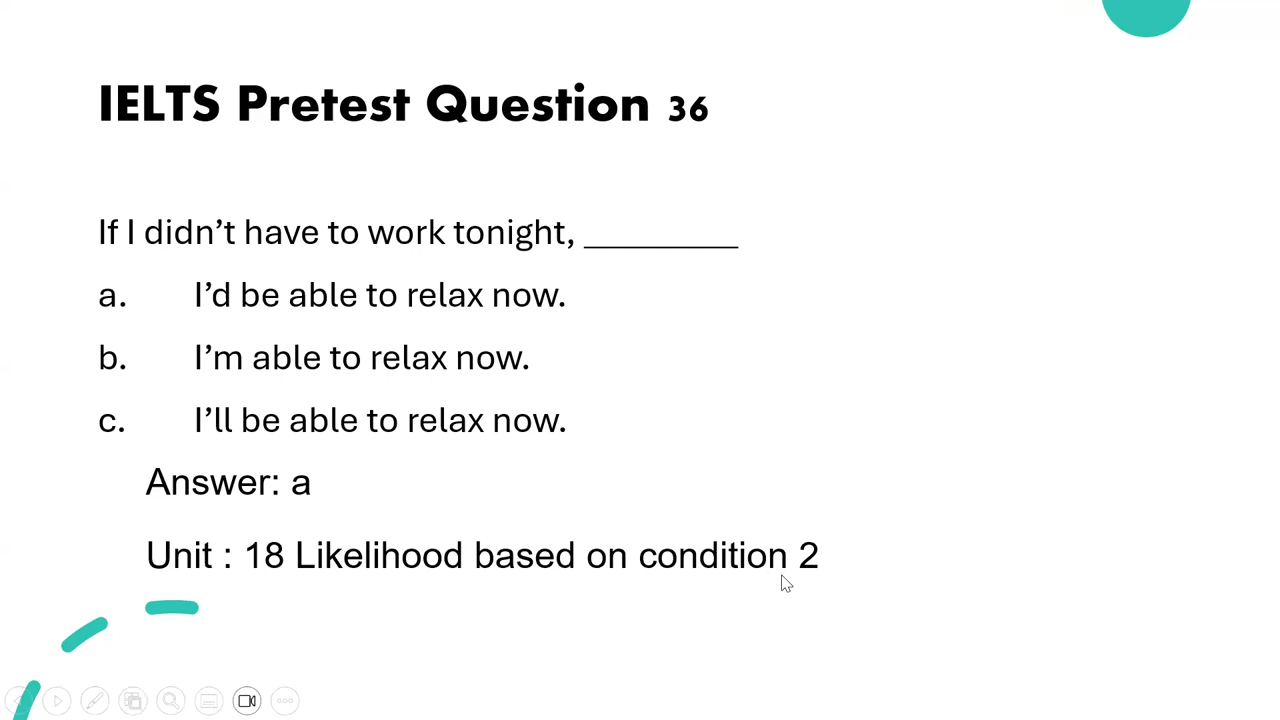 IELTS Pretest Question 36
If I didn’t have to work tonight, _________
a. I’d be able to relax now.
b. I’m able to relax now.
c. I’ll be able to relax now.
Answer: a
Unit : 18 Likelihood based on condition 2